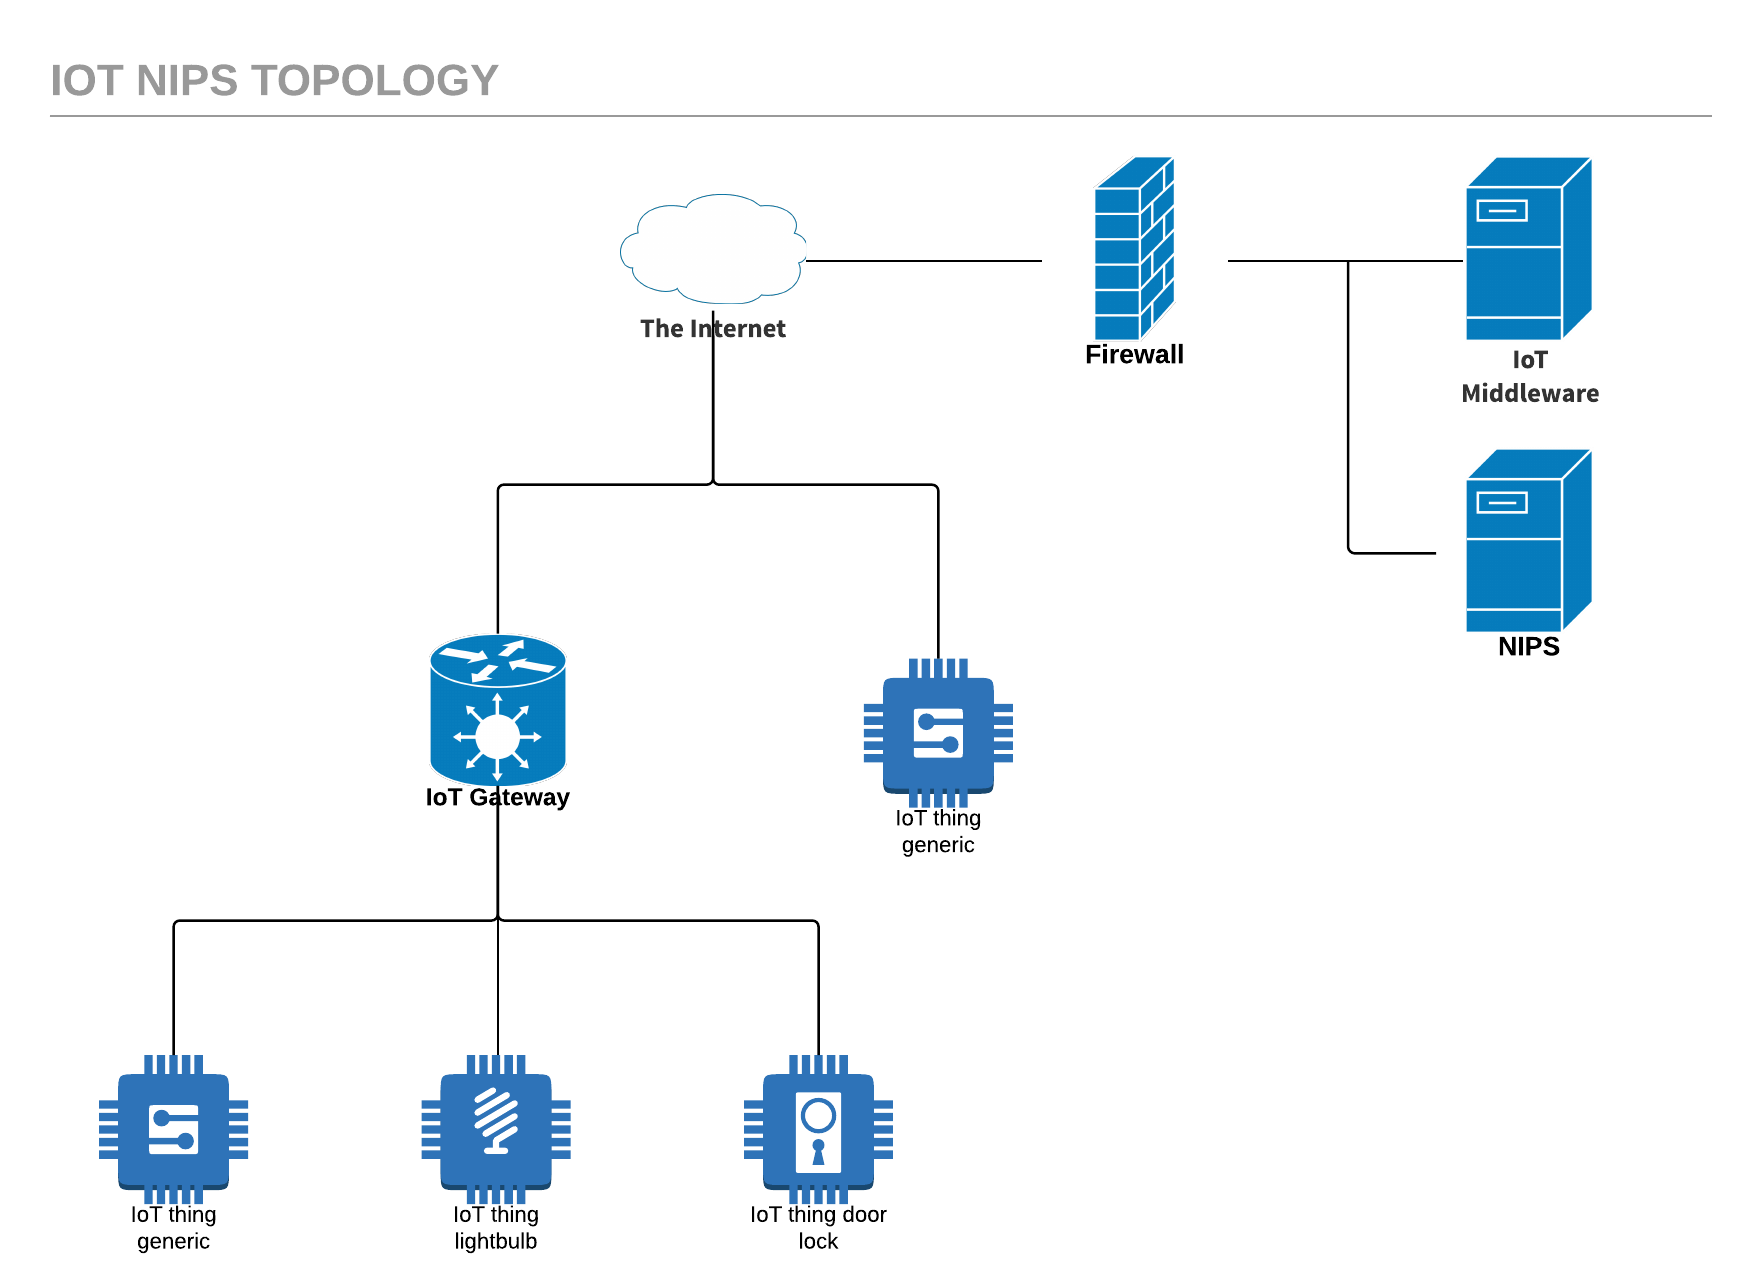 IOT NIPS TOPOLOGY
The Internet
Firewall
IoT
Middleware
NIPS
IoT Gateway
IoT thing
generic
IoT thing
generic
IoT thing
lightbulb
IoT thing door
lock